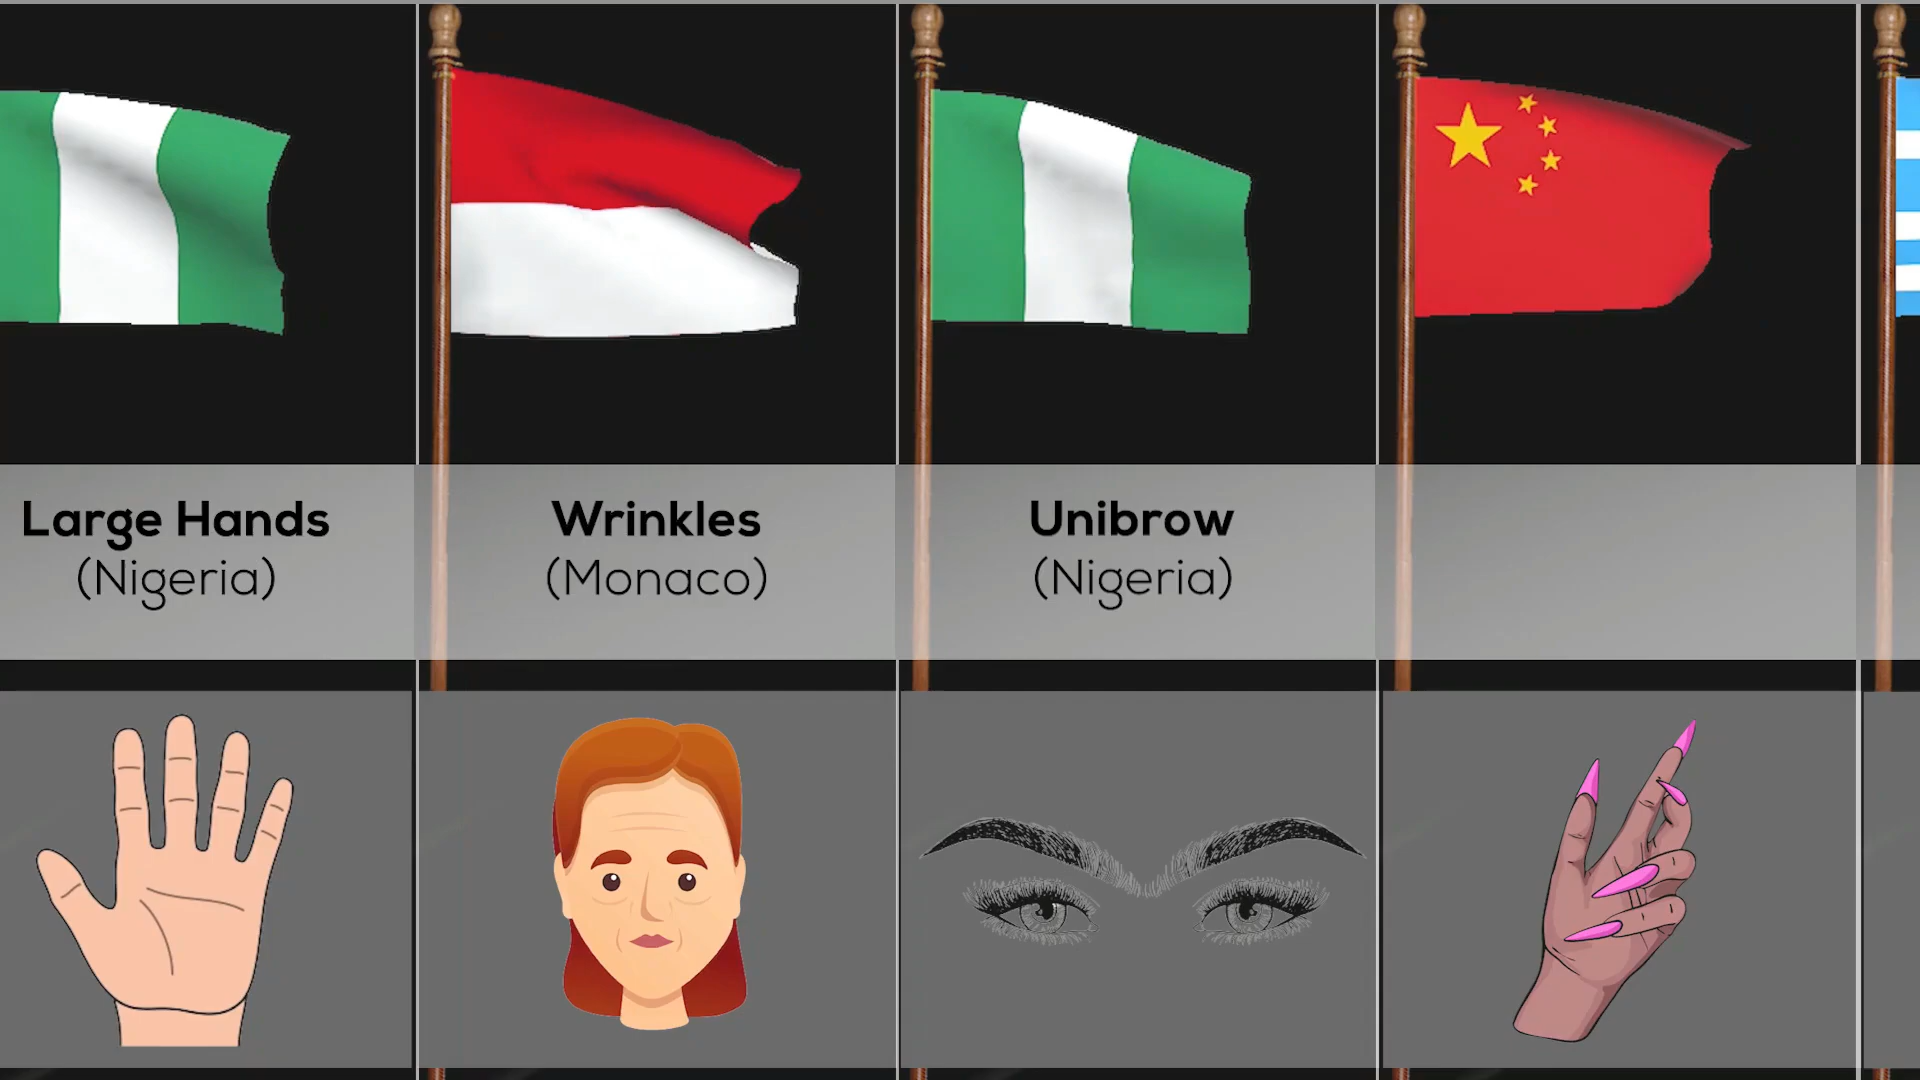 Large Hands
(Nigeria)
Wrinkles
(Monaco)
Unibrow
(Nigeria)